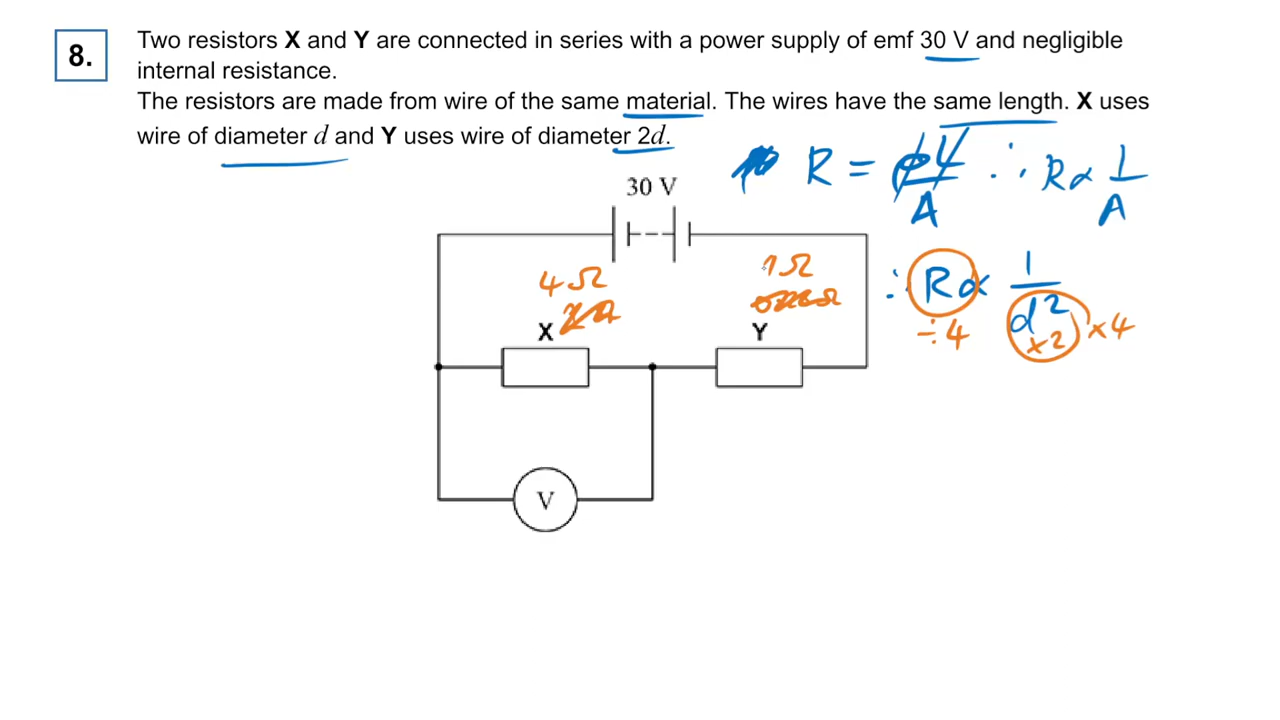 8.
Two resistors X and Y are connected in series with a power supply of emf 30 V and negligible
internal resistance.
The resistors are made from wire of the same material. The wires have the same length. X uses
wire of diameter d and Y uses wire of diameter 2d.
R = ρL/A ∴ R ∝ 1/A
30 V
4Ω 1Ω
∴ R ∝ 1/d²
÷4 ×2 ×4
X Y
V